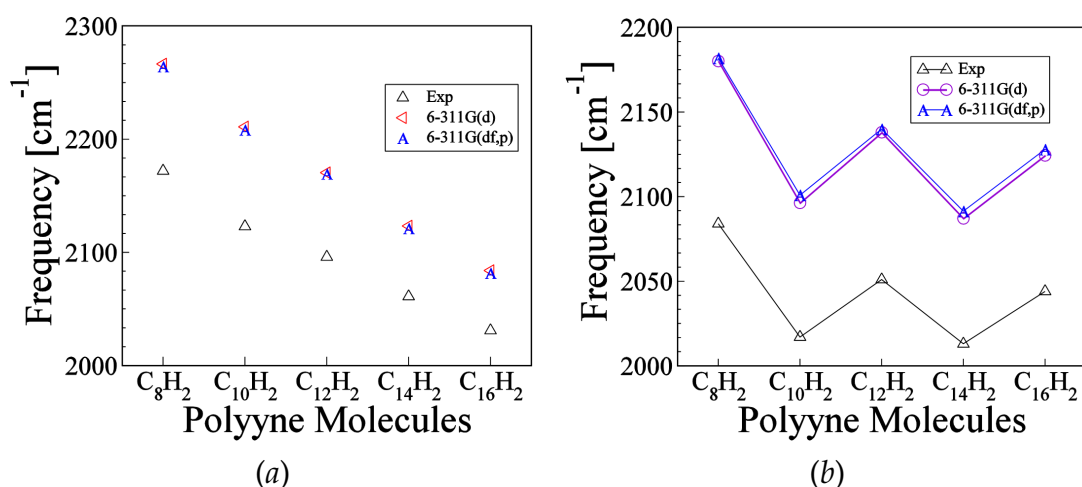 2300
2200
2100
2000
Frequency [cm⁻¹]
Exp
6-311G(d)
A 6-311G(df,p)
C₈H₂ C₁₀H₂ C₁₂H₂ C₁₄H₂ C₁₆H₂
Polyyne Molecules
(a)
2200
2150
2100
2050
2000
Frequency [cm⁻¹]
Exp
6-311G(d)
A A 6-311G(df,p)
C₈H₂ C₁₀H₂ C₁₂H₂ C₁₄H₂ C₁₆H₂
Polyyne Molecules
(b)